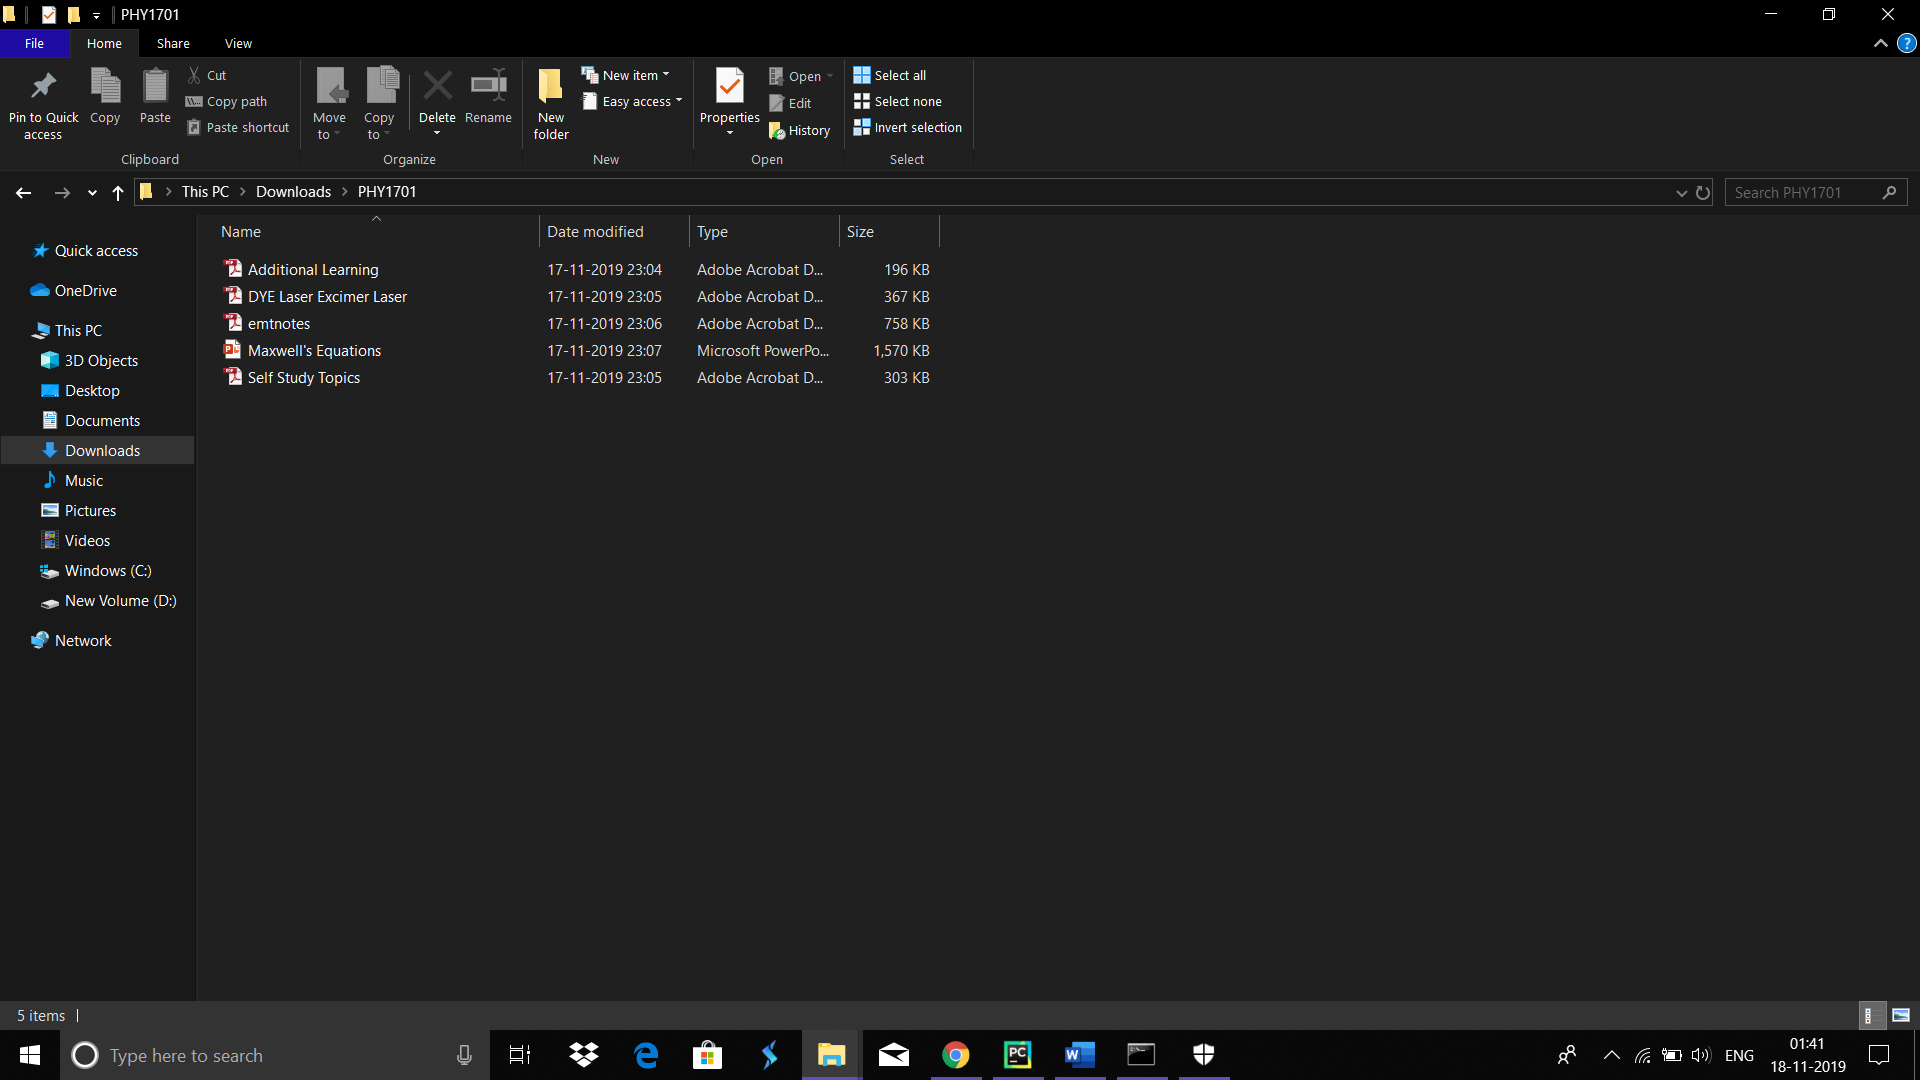 PHY1701
File Home Share View
Pin to Quick access
Copy
Paste
Cut
Copy path
Paste shortcut
Clipboard
Move to
Copy to
Delete
Rename
Organize
New folder
New item
Easy access
New
Properties
Open
Edit
History
Open
Select all
Select none
Invert selection
Select
This PC > Downloads > PHY1701
Search PHY1701
Quick access
OneDrive
This PC
3D Objects
Desktop
Documents
Downloads
Music
Pictures
Videos
Windows (C:)
New Volume (D:)
Network
Name Date modified Type Size
Additional Learning 17-11-2019 23:04 Adobe Acrobat D... 196 KB
DYE Laser Excimer Laser 17-11-2019 23:05 Adobe Acrobat D... 367 KB
emtnotes 17-11-2019 23:06 Adobe Acrobat D... 758 KB
Maxwell's Equations 17-11-2019 23:07 Microsoft PowerPo... 1,570 KB
Self Study Topics 17-11-2019 23:05 Adobe Acrobat D... 303 KB
5 items
Type here to search
ENG
01:41
18-11-2019